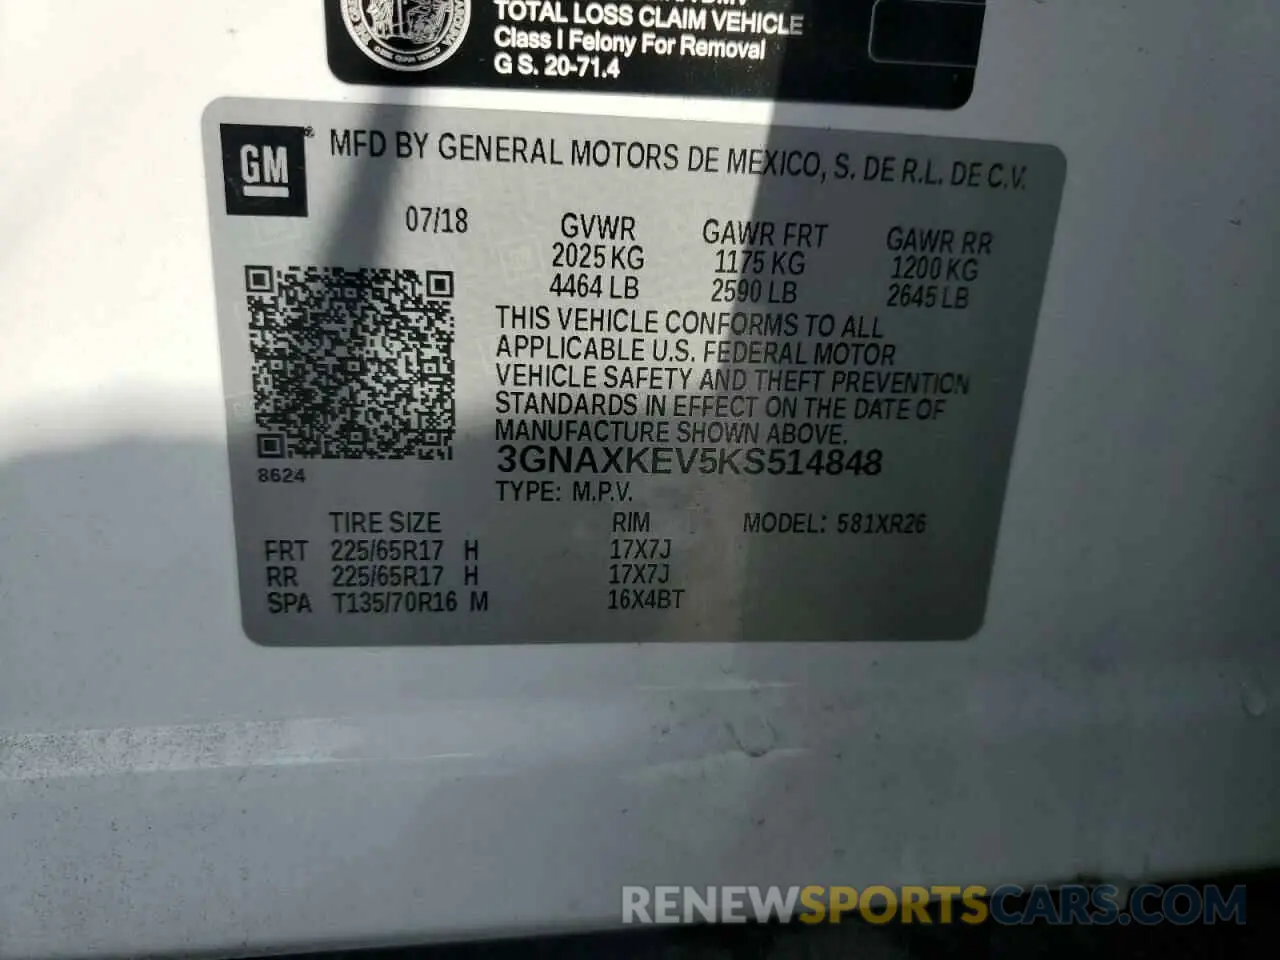 TOTAL LOSS CLAIM VEHICLE
Class I Felony For Removal
G S. 20-71.4
GM
MFD BY GENERAL MOTORS DE MEXICO, S. DE R.L. DE C.V.
07/18
GVWR GAWR FRT GAWR RR
2025 KG 1175 KG 1200 KG
4464 LB 2590 LB 2645 LB
THIS VEHICLE CONFORMS TO ALL
APPLICABLE U.S. FEDERAL MOTOR
VEHICLE SAFETY AND THEFT PREVENTION
STANDARDS IN EFFECT ON THE DATE OF
MANUFACTURE SHOWN ABOVE.
3GNAXKEV5KS514848
8624
TYPE: M.P.V.
TIRE SIZE RIM MODEL: 581XR26
FRT 225/65R17 H 17X7J
RR 225/65R17 H 17X7J
SPA T135/70R16 M 16X4BT
RENEWSPORTSCARS.COM